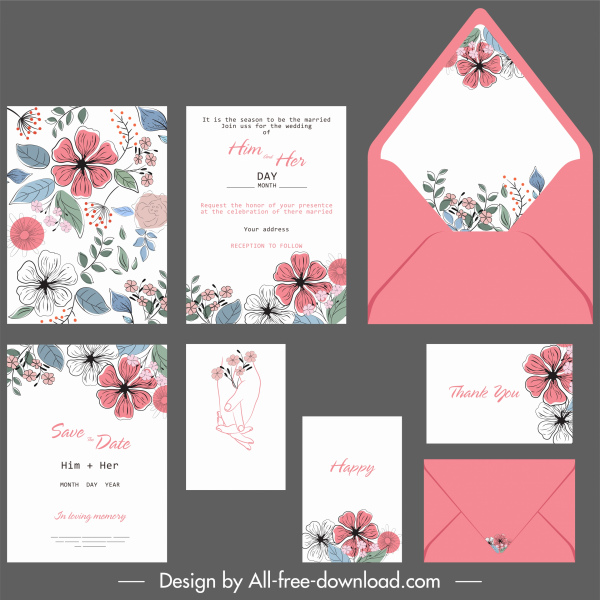 It is the season to be the married
Join uss for the wedding
of
Him and Her
DAY
MONTH
Request the honor of your presentce
at the celebration of there married
Your address
RECEPTION TO FOLLOW
Save the Date
Him + Her
MONTH DAY YEAR
In loving memory
Happy
Thank You
Design by All-free-download.com